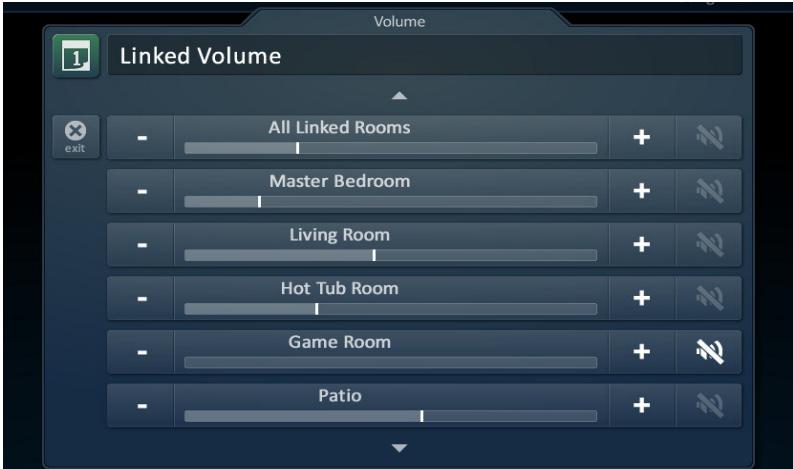 Volume
1
Linked Volume
exit
- All Linked Rooms +
- Master Bedroom +
- Living Room +
- Hot Tub Room +
- Game Room +
- Patio +